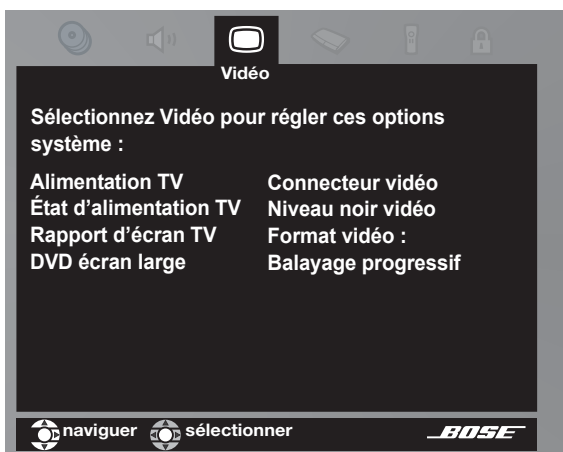 Vidéo
Sélectionnez Vidéo pour régler ces options
système :
Alimentation TV
État d’alimentation TV
Rapport d’écran TV
DVD écran large
Connecteur vidéo
Niveau noir vidéo
Format vidéo :
Balayage progressif
naviguer sélectionner BOSE